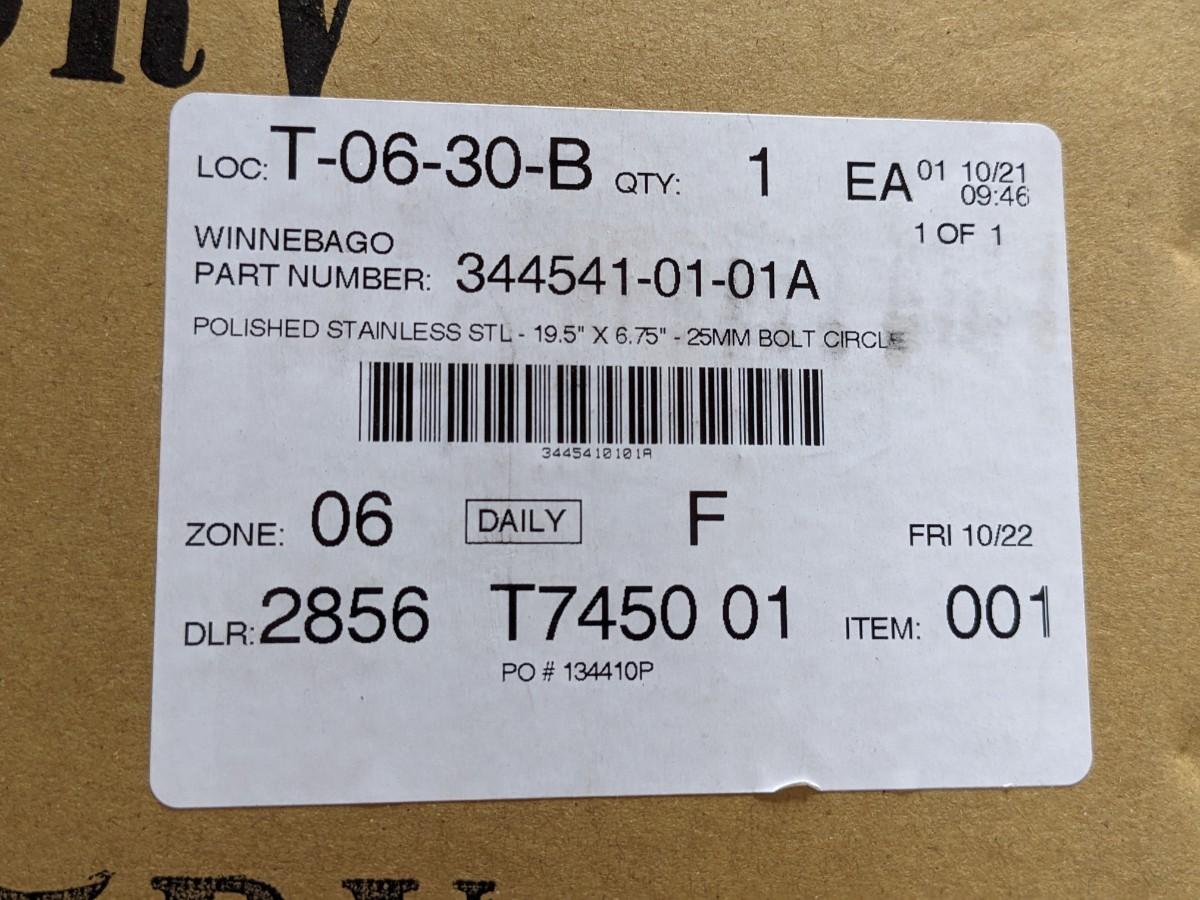 LOC: T-06-30-B QTY: 1 EA 01 10/21
09:46
1 OF 1
WINNEBAGO
PART NUMBER: 344541-01-01A
POLISHED STAINLESS STL - 19.5" X 6.75" - 25MM BOLT CIRCLE
3445410101A
ZONE: 06 DAILY F FRI 10/22
DLR: 2856 T7450 01 ITEM: 001
PO # 134410P